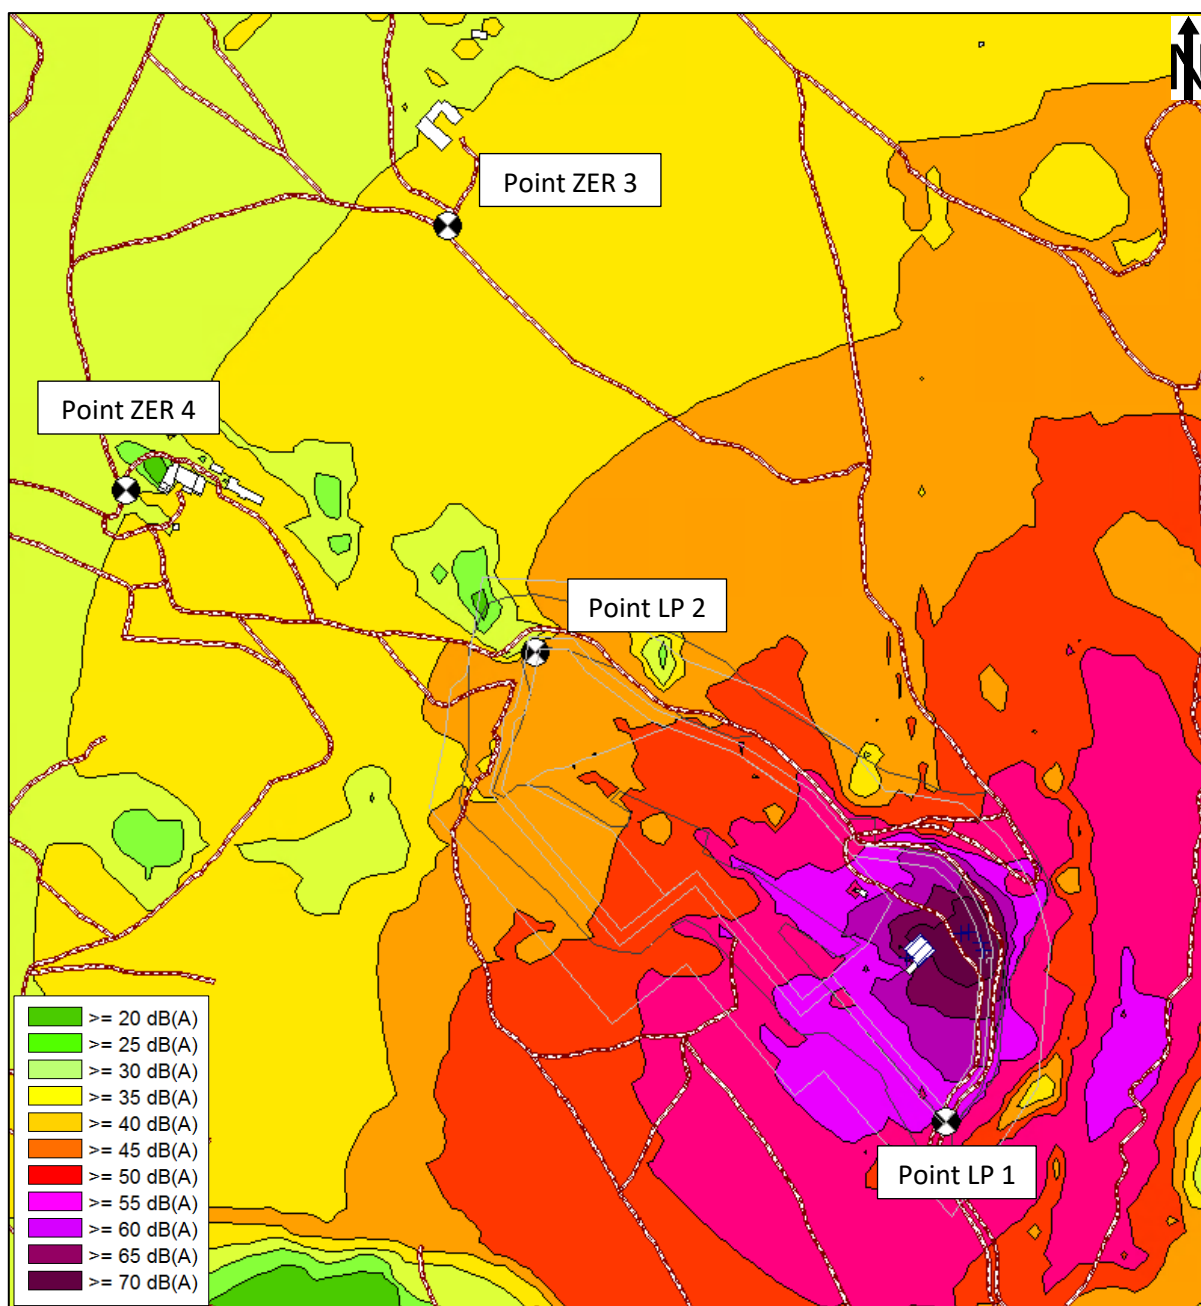 N
Point ZER 3
Point ZER 4
Point LP 2
Point LP 1
>= 20 dB(A)
>= 25 dB(A)
>= 30 dB(A)
>= 35 dB(A)
>= 40 dB(A)
>= 45 dB(A)
>= 50 dB(A)
>= 55 dB(A)
>= 60 dB(A)
>= 65 dB(A)
>= 70 dB(A)